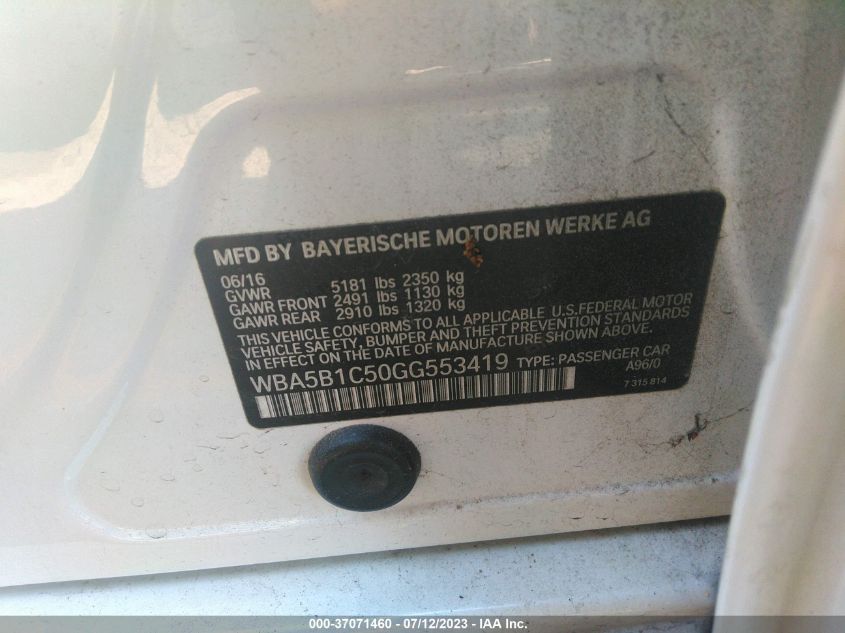 MFD BY BAYERISCHE MOTOREN WERKE AG
06/16
GVWR 5181 lbs 2350 kg
GAWR FRONT 2491 lbs 1130 kg
GAWR REAR 2910 lbs 1320 kg
THIS VEHICLE CONFORMS TO ALL APPLICABLE U.S.FEDERAL MOTOR
VEHICLE SAFETY, BUMPER, AND THEFT PREVENTION STANDARDS
IN EFFECT ON THE DATE OF MANUFACTURE SHOWN ABOVE.
WBA5B1C50GG553419 TYPE: PASSENGER CAR
A96/0
7 315 814
000-37071460 - 07/12/2023 - IAA Inc.